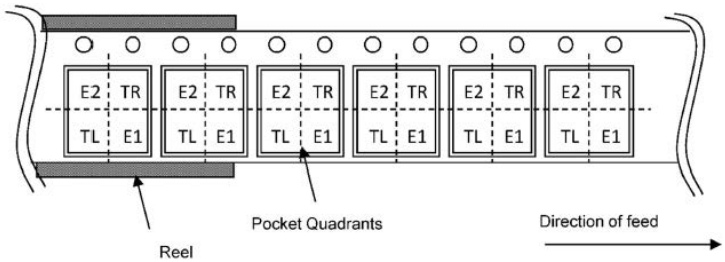 E2 TR E2 TR E2 TR E2 TR E2 TR E2 TR
TL E1 TL E1 TL E1 TL E1 TL E1 TL E1
Pocket Quadrants
Direction of feed
Reel